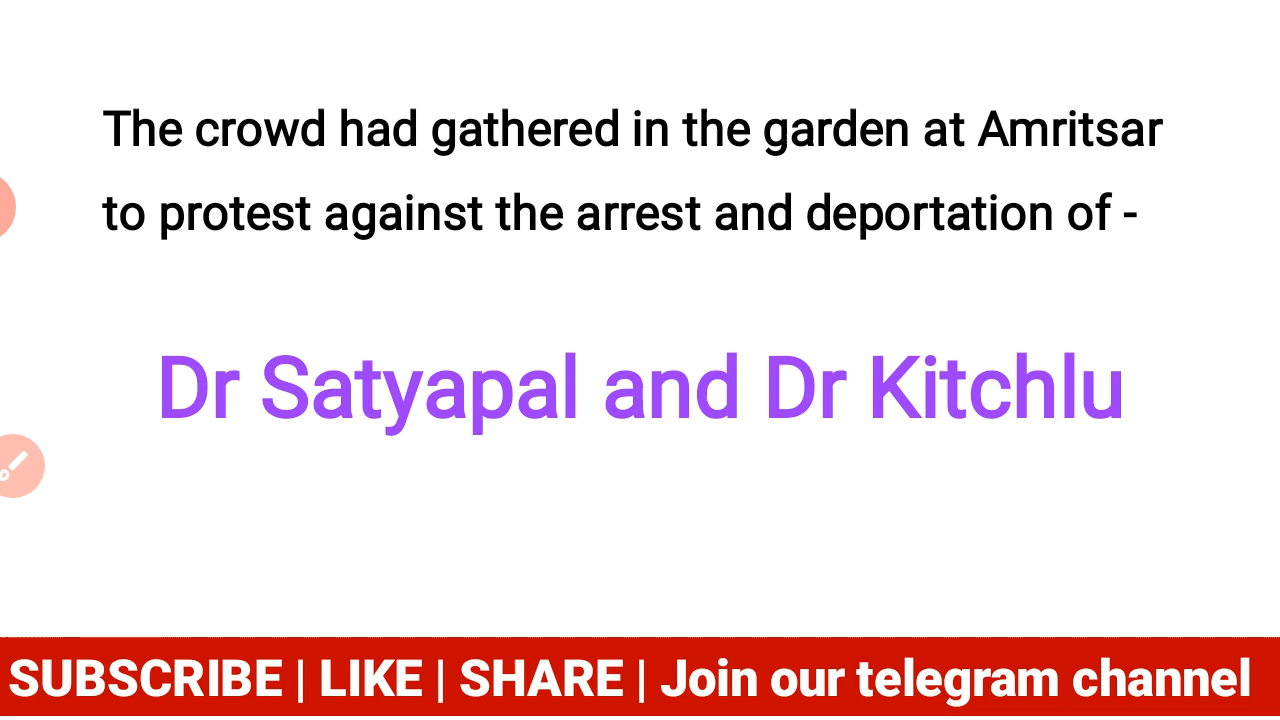 The crowd had gathered in the garden at Amritsar
to protest against the arrest and deportation of -
Dr Satyapal and Dr Kitchlu
SUBSCRIBE | LIKE | SHARE | Join our telegram channel